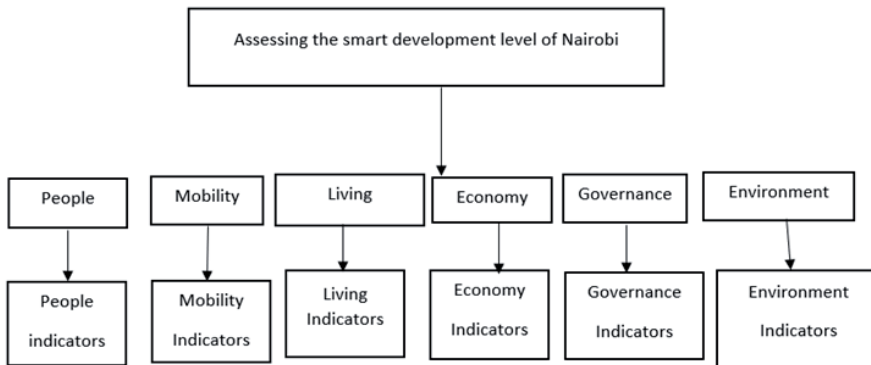 Assessing the smart development level of Nairobi
People
Mobility
Living
Economy
Governance
Environment
People
indicators
Mobility
Indicators
Living
Indicators
Economy
Indicators
Governance
Indicators
Environment
Indicators